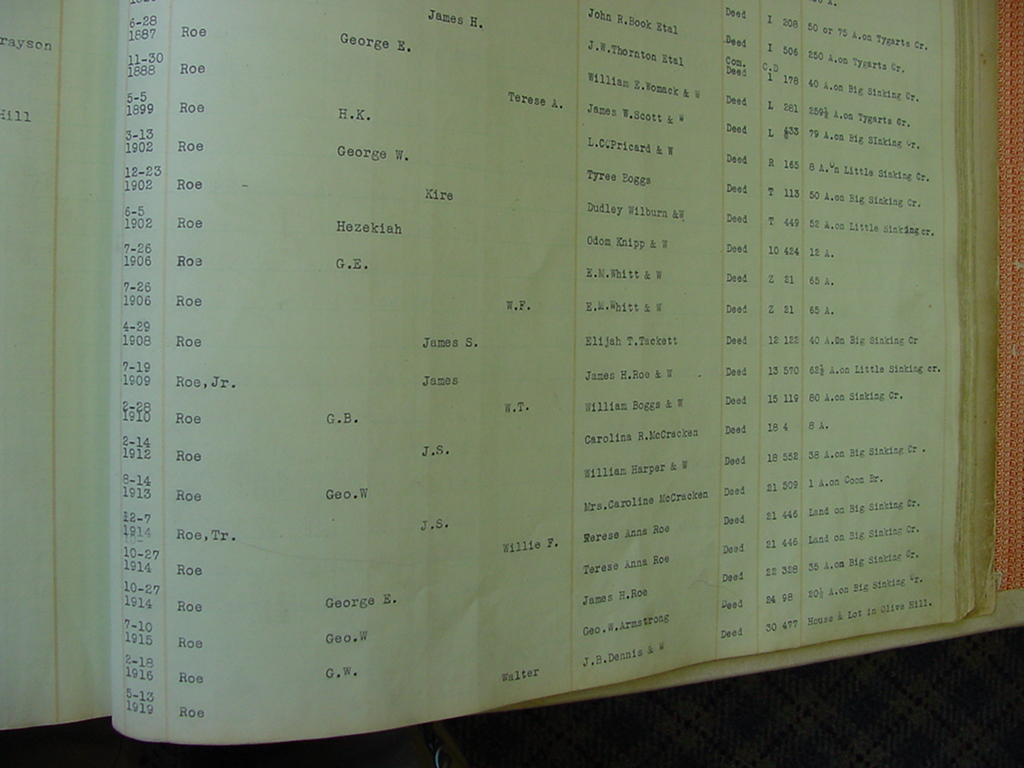 rayson
Hill
James H. John R.Book Etal Deed I 208 50 or 75 A.on Tygarts Cr.
J.W.Thornton Etal Deed I 506 250 A.on Tygarts Cr.
William E.Womack & W Com. Deed C.D I 178 40 A.on Big Sinking Cr.
6-28
1887 Roe George E. James W.Scott & W Deed L 281 259½ A.on Tygarts Cr.
11-30
1888 Roe Terese A. L.C.Pricard & W Deed L 433 79 A.on Big SInking Cr.
5-5
1899 Roe H.K. Tyree Boggs Deed R 165 8 A.on Little Sinking Cr.
3-13
1902 Roe George W. Dudley Wilburn &W Deed T 113 50 A.on Big Sinking Cr.
12-23
1902 Roe Kire Odom Knipp & W Deed T 449 52 A.on Little Sinking cr.
6-5
1902 Roe Hezekiah E.M.Whitt & W Deed 10 424 12 A.
7-26
1906 Roe G.E. E.M.Whitt & W Deed Z 21 65 A.
7-26
1906 Roe W.F. Deed Z 21 65 A.
4-29
1908 Roe James S. Elijah T.Tackett Deed 12 122 40 A.On Big Sinking Cr
7-19
1909 Roe,Jr. James James H.Roe & W Deed 13 570 62½ A.on Little Sinking cr.
2-28
1910 Roe G.B. W.T. William Boggs & W Deed 15 119 80 A.on Sinking Cr.
2-14
1912 Roe J.S. Carolina R.McCracken Deed 18 4 8 A.
8-14
1913 Roe Geo.W William Harper & W Deed 18 552 38 A.on Big Sinking Cr .
12-7
1914 Roe,Tr. J.S. Mrs.Caroline McCracken Deed 21 509 1 A.on Coon Br.
10-27
1914 Roe Willie F. Terese Anna Roe Deed 21 446 Land on Big Sinking Cr.
10-27
1914 Roe George E. Terese Anna Roe Deed 21 446 Land on Big Sinking Cr.
7-10
1915 Roe Geo.W James H.Roe Deed 22 328 35 A.on Big Sinking Cr.
2-18
1916 Roe G.W. Geo.W.Armstrong Deed 24 98 20½ A.on Big Sinking Cr.
5-13
1919 Roe Walter J.B.Dennis & W Deed 30 477 House & Lot in Olive Hill.